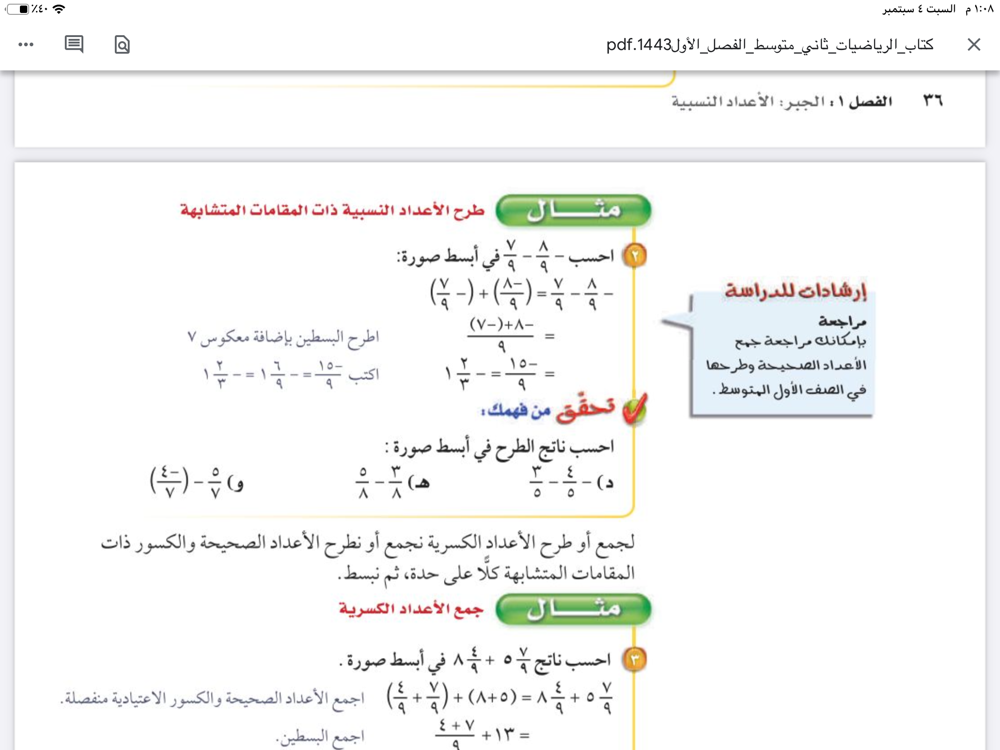 ١:٠٨ م السبت ٤ سبتمبر ٤٠٪
كتاب_الرياضيات_ثاني_متوسط_الفصل_الأول1443.pdf
٣٦ الفصل ١ : الجبر: الأعداد النسبية
مثـــال طرح الأعداد النسبية ذات المقامات المتشابهة
٢ احسب − ٨/٩ − ٧/٩ في أبسط صورة:
− ٨/٩ − ٧/٩ = (−٨/٩) + (− ٧/٩)
= (−٨+(−٧))/٩ اطرح البسطين بإضافة معكوس ٧
= −١٥/٩ = − ٢/٣ ١ اكتب −١٥/٩ = − ٦/٩ ١ = − ٢/٣ ١
إرشادات للدراسة
مراجعة
بإمكانك مراجعة جمع
الأعداد الصحيحة وطرحها
في الصف الأول المتوسط .
تحقّق من فهمك:
احسب ناتج الطرح في أبسط صورة :
د) − ٤/٥ − ٣/٥ هـ) ٣/٨ − ٥/٨ و) ٥/٧ − (−٤/٧)
لجمع أو طرح الأعداد الكسرية نجمع أو نطرح الأعداد الصحيحة والكسور ذات
المقامات المتشابهة كلًّا على حدة، ثم نبسط.
مثـــال جمع الأعداد الكسرية
٣ احسب ناتج ٧/٩ ٥ + ٤/٩ ٨ في أبسط صورة .
٧/٩ ٥ + ٤/٩ ٨ = (٥+٨) + (٧/٩ + ٤/٩) اجمع الأعداد الصحيحة والكسور الاعتيادية منفصلة.
= ١٣ + (٧ + ٤)/٩ اجمع البسطين.